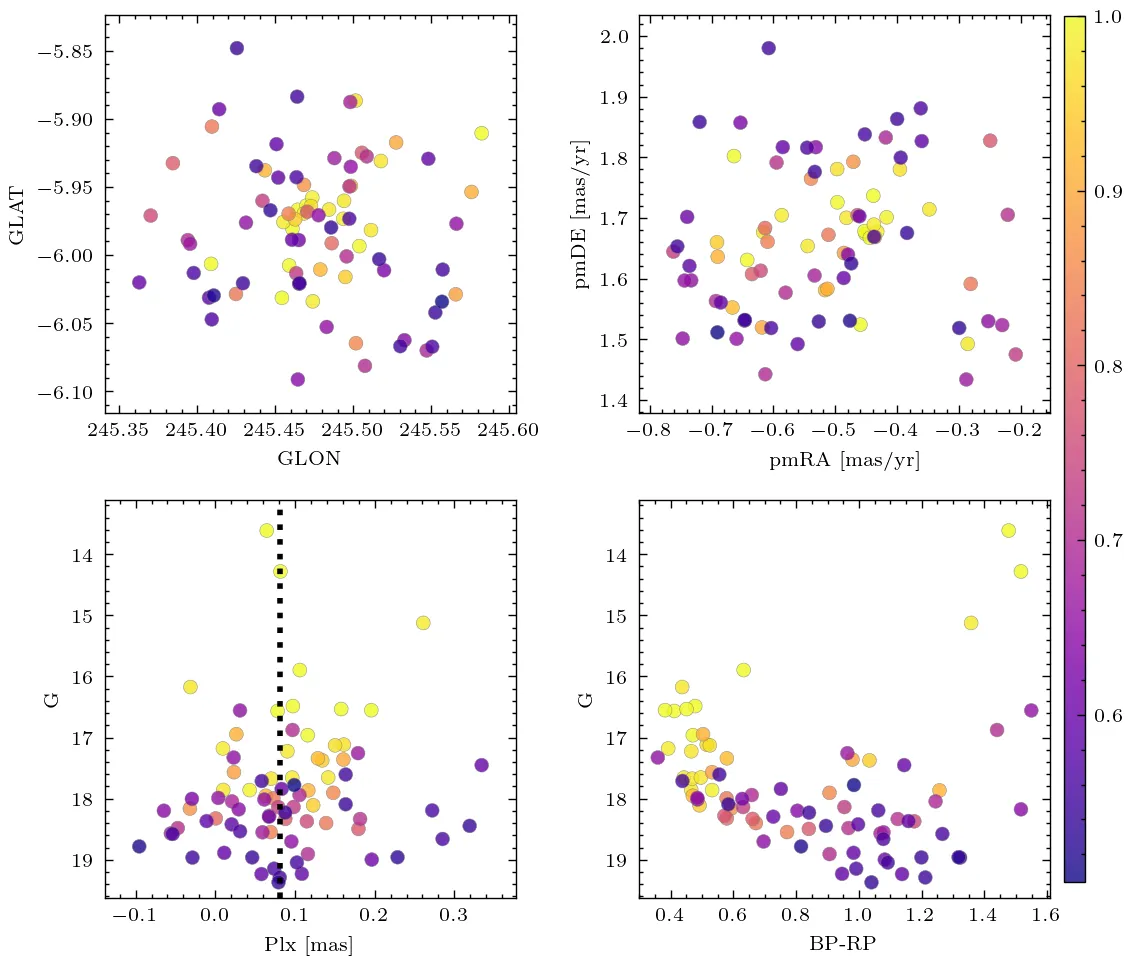 −5.85
−5.90
−5.95
−6.00
−6.05
−6.10
GLAT
245.35 245.40 245.45 245.50 245.55 245.60
GLON
2.0
1.9
1.8
1.7
1.6
1.5
1.4
pmDE [mas/yr]
−0.8 −0.7 −0.6 −0.5 −0.4 −0.3 −0.2
pmRA [mas/yr]
14
15
16
17
18
19
G
−0.1 0.0 0.1 0.2 0.3
Plx [mas]
14
15
16
17
18
19
G
0.4 0.6 0.8 1.0 1.2 1.4 1.6
BP-RP
1.0
0.9
0.8
0.7
0.6